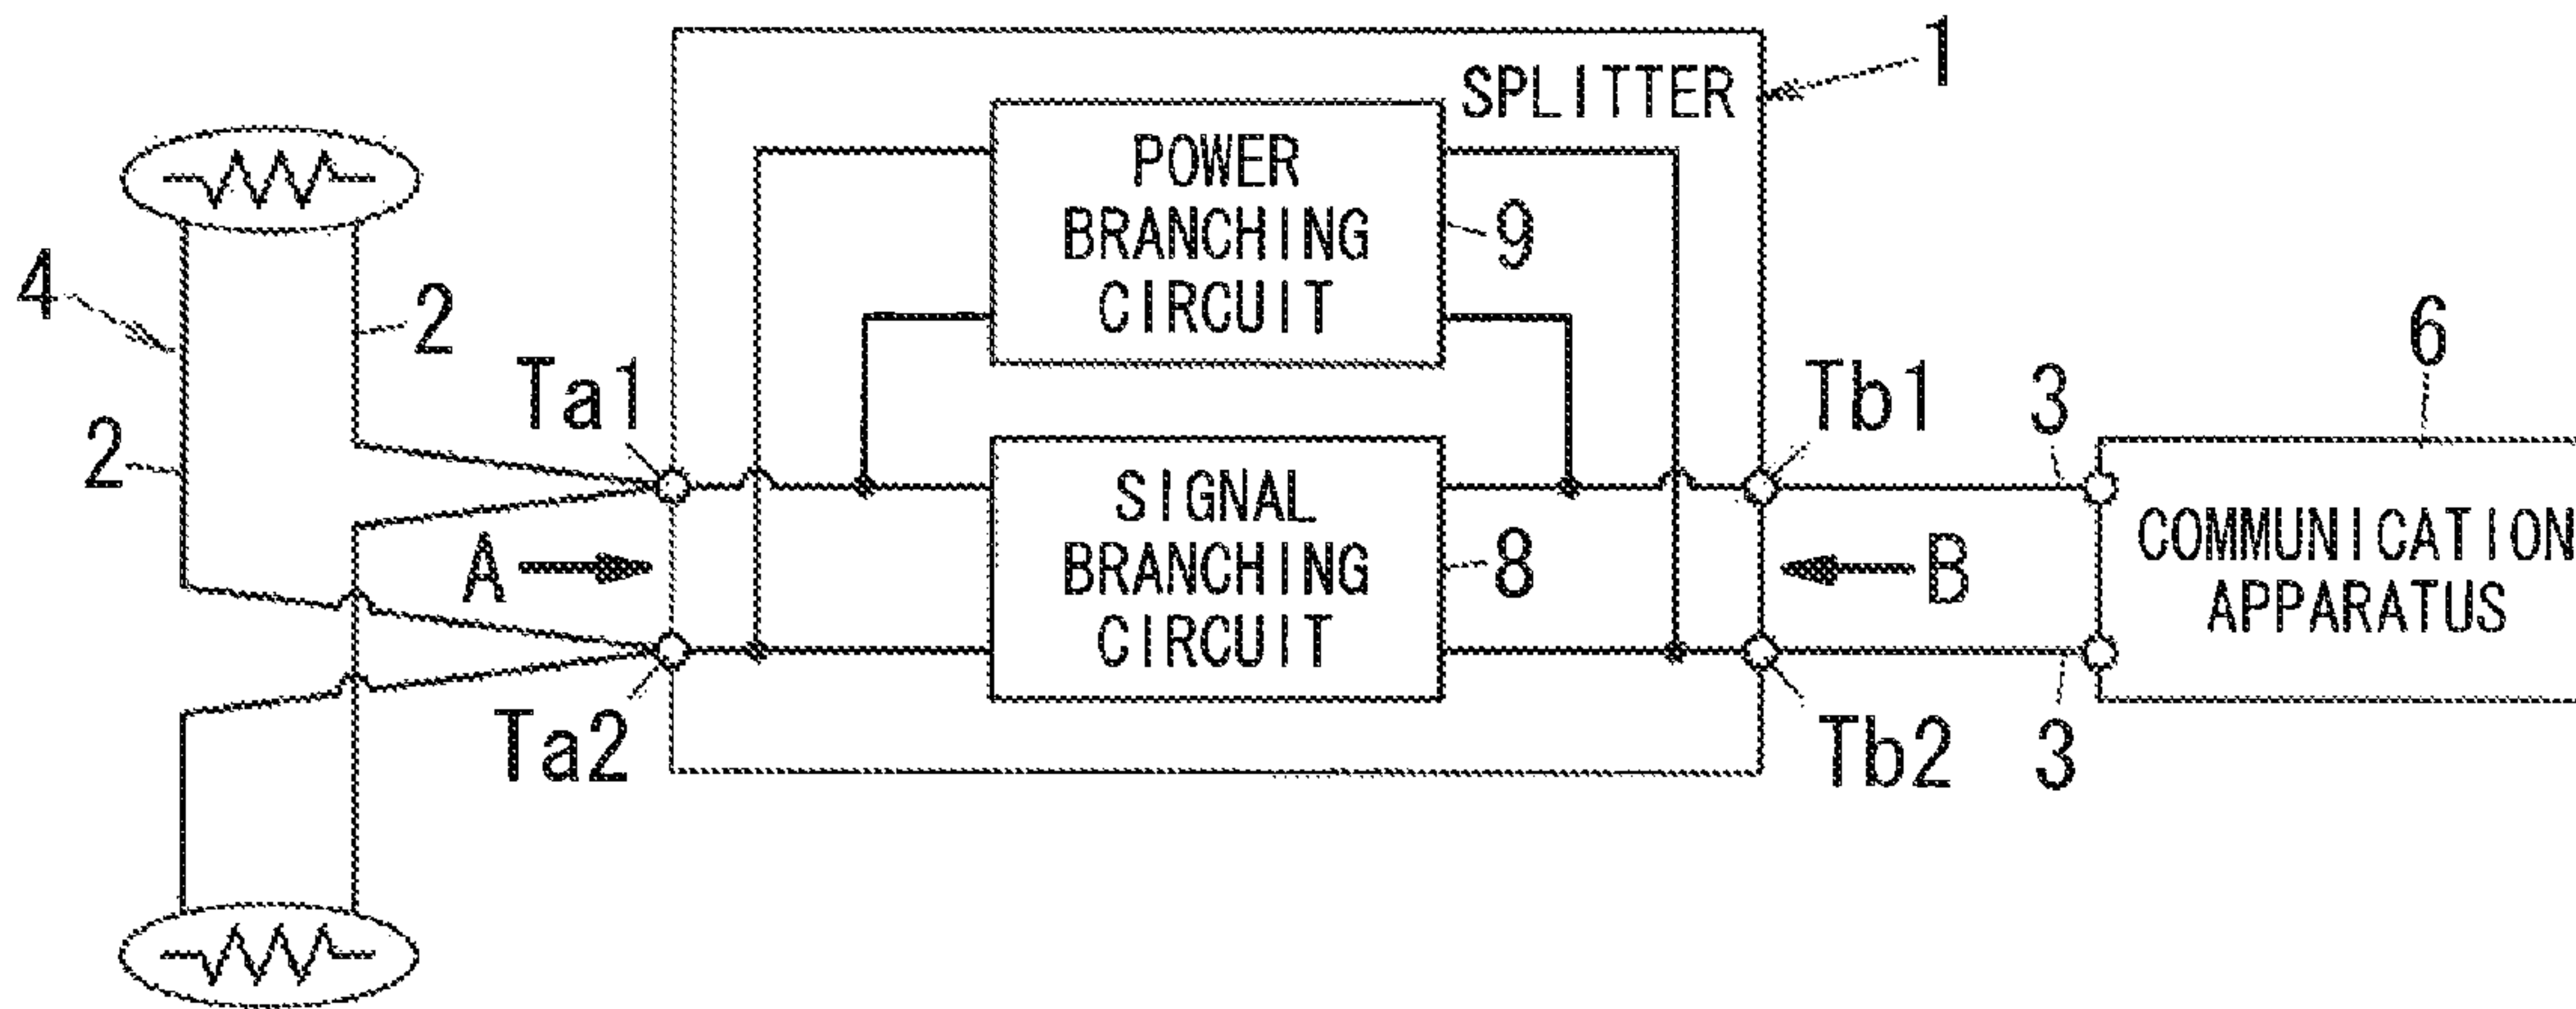 1
SPLITTER
POWER
BRANCHING
CIRCUIT
9
4
2
2
Ta1
Tb1
3
6
SIGNAL
BRANCHING
CIRCUIT
8
A
B
COMMUNICATION
APPARATUS
Ta2
Tb2
3